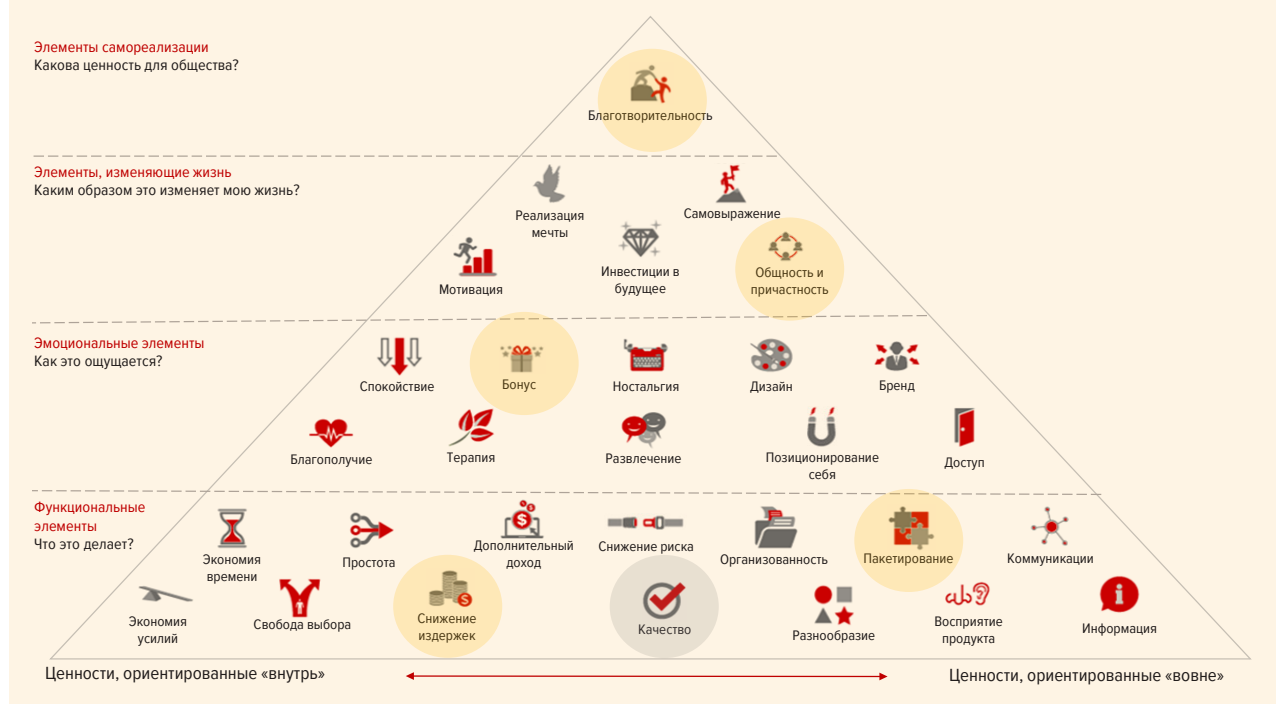 Элементы самореализации
Какова ценность для общества?
Благотворительность
Элементы, изменяющие жизнь
Каким образом это изменяет мою жизнь?
Реализация
мечты
Самовыражение
Мотивация
Инвестиции в
будущее
Общность и
причастность
Эмоциональные элементы
Как это ощущается?
Спокойствие
Бонус
Ностальгия
Дизайн
Бренд
Благополучие
Терапия
Развлечение
Позиционирование
себя
Доступ
Функциональные
элементы
Что это делает?
Экономия
времени
Простота
Дополнительный
доход
Снижение риска
Организованность
Пакетирование
Коммуникации
Экономия
усилий
Свобода выбора
Снижение
издержек
Качество
Разнообразие
Восприятие
продукта
Информация
Ценности, ориентированные «внутрь»
Ценности, ориентированные «вовне»